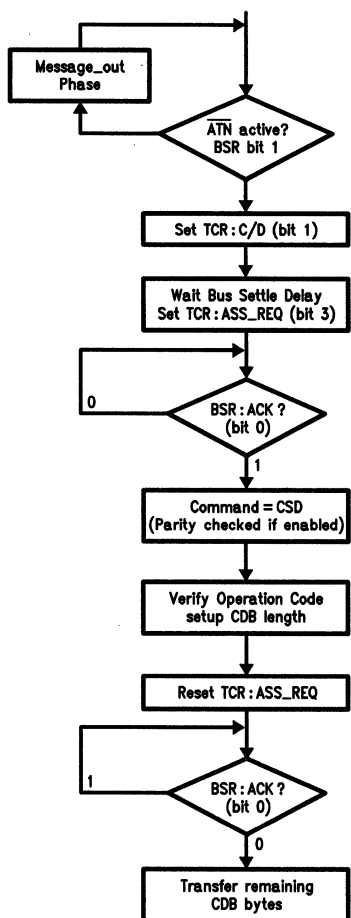 Message_out
Phase
ATN active?
BSR bit 1
Set TCR:C/D (bit 1)
Wait Bus Settle Delay
Set TCR:ASS_REQ (bit 3)
0
BSR:ACK?
(bit 0)
1
Command=CSD
(Parity checked if enabled)
Verify Operation Code
setup CDB length
Reset TCR:ASS_REQ
1
BSR:ACK?
(bit 0)
0
Transfer remaining
CDB bytes